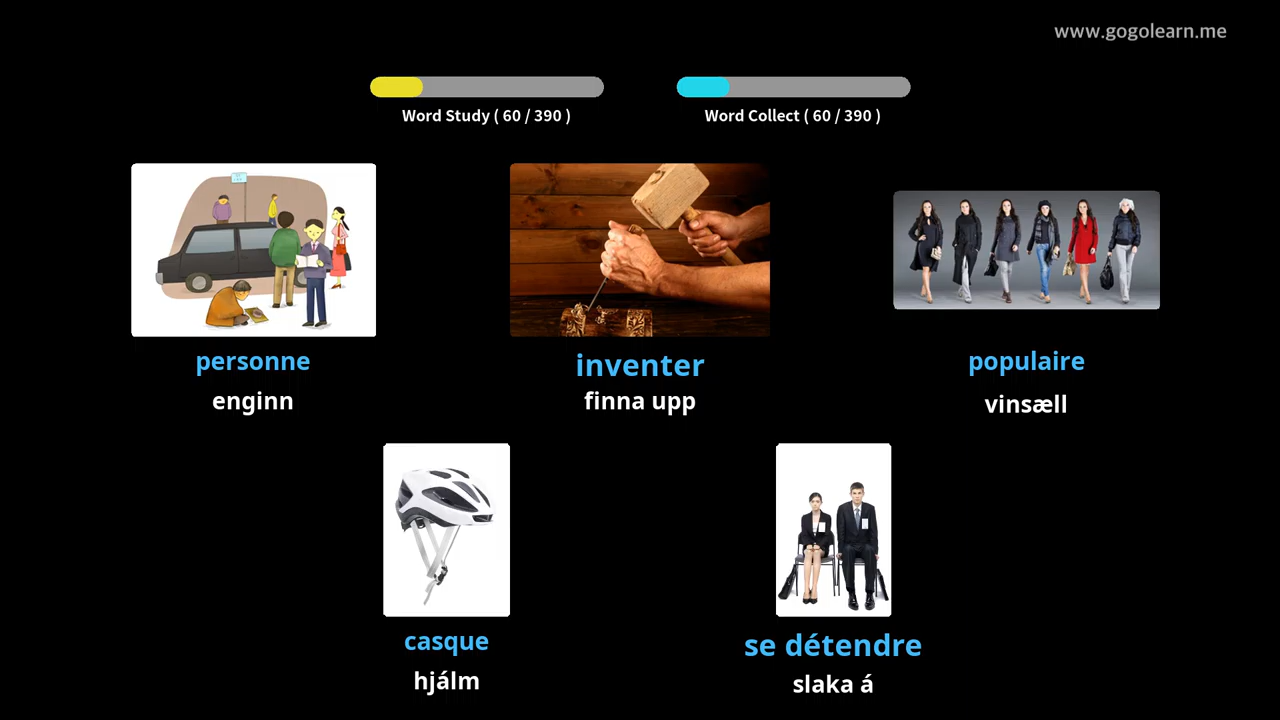 www.gogolearn.me
Word Study ( 60 / 390 )
Word Collect ( 60 / 390 )
personne
enginn
inventer
finna upp
populaire
vinsæll
casque
hjálm
se détendre
slaka á